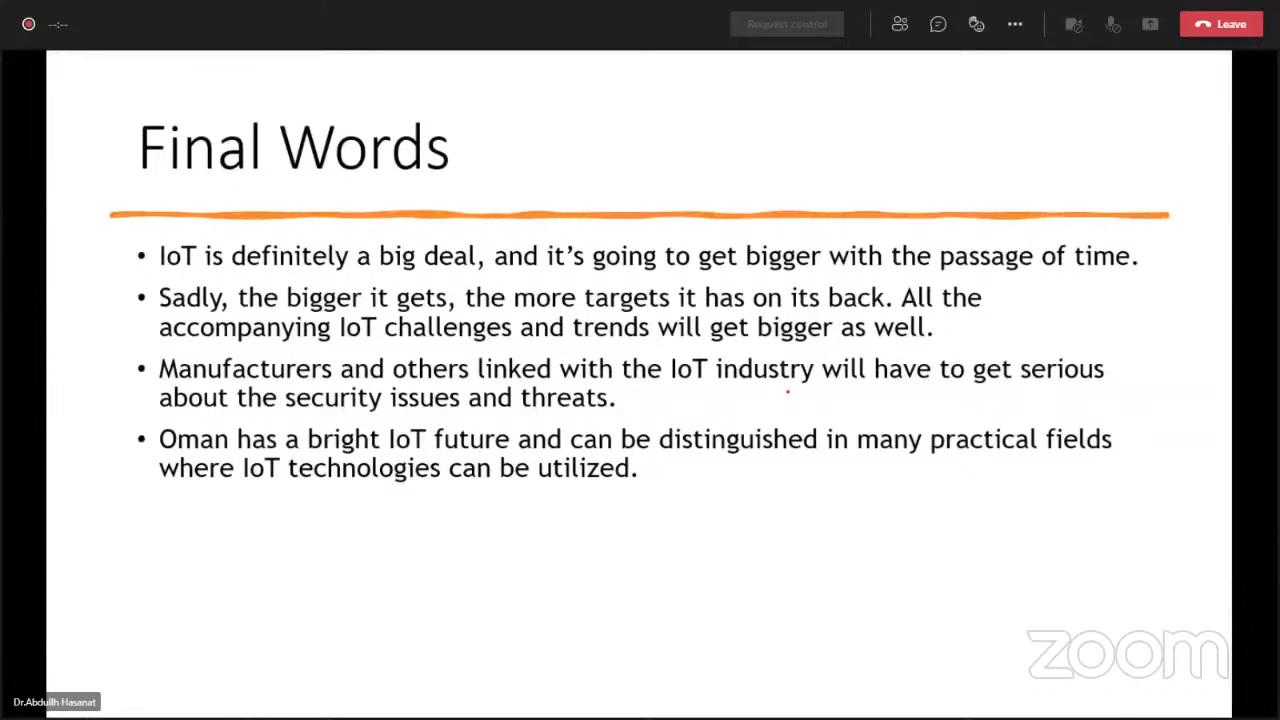 --:--
Request control
Leave
Final Words
• IoT is definitely a big deal, and it’s going to get bigger with the passage of time.
• Sadly, the bigger it gets, the more targets it has on its back. All the
accompanying IoT challenges and trends will get bigger as well.
• Manufacturers and others linked with the IoT industry will have to get serious
about the security issues and threats.
• Oman has a bright IoT future and can be distinguished in many practical fields
where IoT technologies can be utilized.
zoom
Dr.Abdullh Hasanat